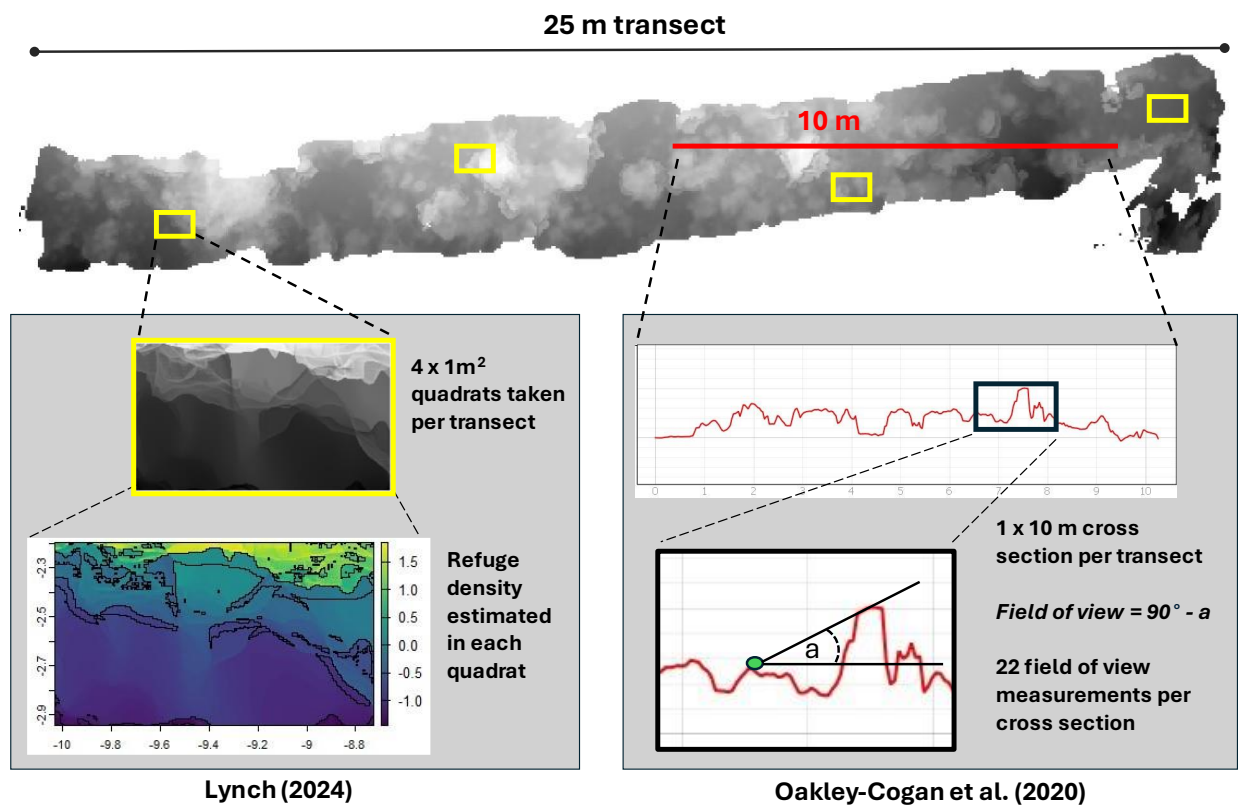 25 m transect
10 m
4 x 1m²
quadrats taken
per transect
0 1 2 3 4 5 6 7 8 9 10
Refuge
density
estimated
in each
quadrat
1.5
1.0
0.5
0.0
-0.5
-1.0
-2.3
-2.5
-2.7
-2.9
-10 -9.8 -9.6 -9.4 -9.2 -9 -8.8
1 x 10 m cross
section per transect
Field of view = 90° - a
22 field of view
measurements per
cross section
a
Lynch (2024)
Oakley-Cogan et al. (2020)